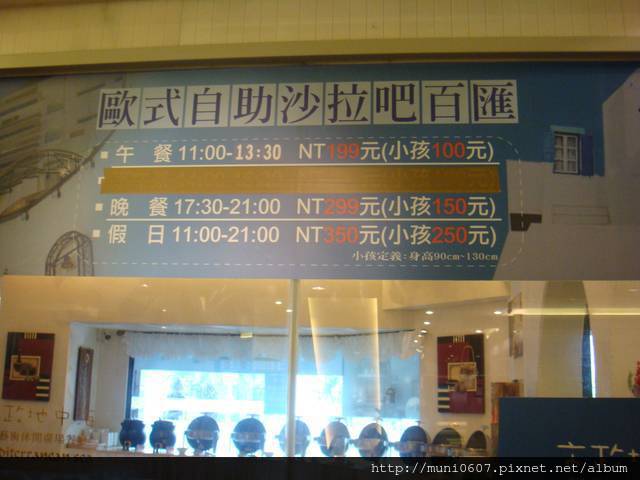 歐式自助沙拉吧百匯
午 餐 11:00-13:30 NT199元(小孩100元)
晚 餐 17:30-21:00 NT299元(小孩150元)
假 日 11:00-21:00 NT350元(小孩250元)
小孩定義:身高90cm~130cm
http://muni0607.pixnet.net/album